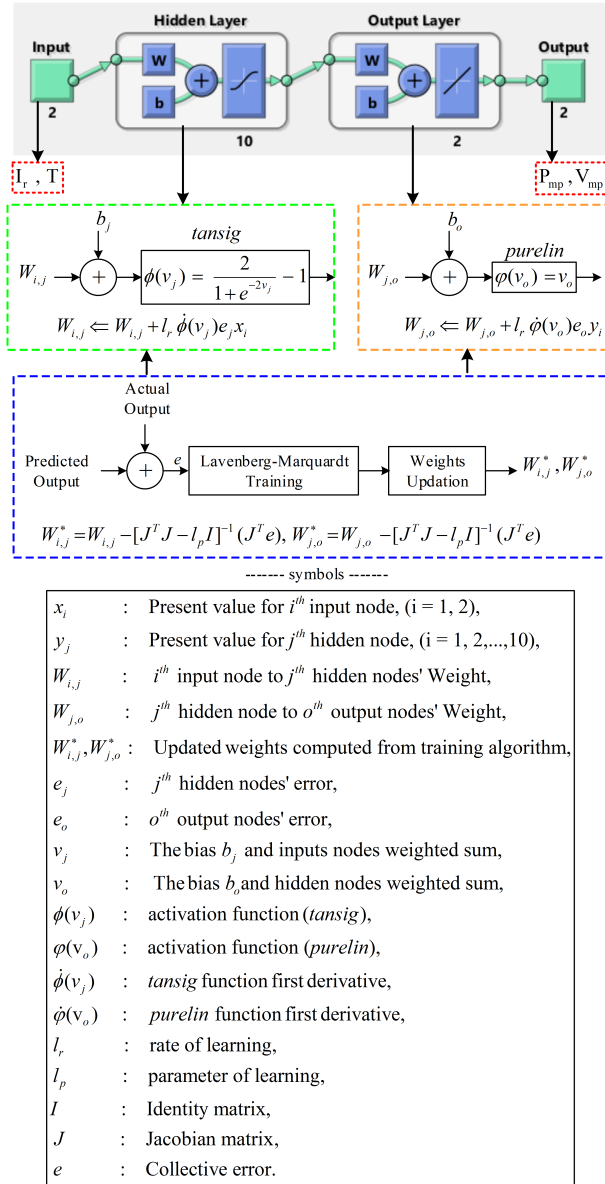 Hidden Layer Output Layer
Input Output
W W
b b
2 10 2 2
I_r , T P_mp , V_mp
b_j
tansig
W_{i,j} + ϕ(v_j) = 2 / (1 + e^{-2v_j}) − 1
W_{i,j} ⇐ W_{i,j} + l_r ϕ̇(v_j)e_j x_i
b_o
purelin
W_{j,o} + φ(v_o) = v_o
W_{j,o} ⇐ W_{j,o} + l_r φ̇(v_o)e_o y_i
Actual
Output
Predicted
Output
+ e
Lavenberg-Marquardt
Training
Weights
Updation
W*_{i,j} , W*_{j,o}
W*_{i,j} = W_{i,j} − [J^T J − l_p I]^{-1} (J^T e), W*_{j,o} = W_{j,o} − [J^T J − l_p I]^{-1} (J^T e)
------- symbols -------
x_i : Present value for i^{th} input node, (i = 1, 2),
y_j : Present value for j^{th} hidden node, (i = 1, 2,...,10),
W_{i,j} : i^{th} input node to j^{th} hidden nodes' Weight,
W_{j,o} : j^{th} hidden node to o^{th} output nodes' Weight,
W*_{i,j}, W*_{j,o} : Updated weights computed from training algorithm,
e_j : j^{th} hidden nodes' error,
e_o : o^{th} output nodes' error,
v_j : The bias b_j and inputs nodes weighted sum,
v_o : The bias b_o and hidden nodes weighted sum,
ϕ(v_j) : activation function (tansig),
φ(v_o) : activation function (purelin),
ϕ̇(v_j) : tansig function first derivative,
φ̇(v_o) : purelin function first derivative,
l_r : rate of learning,
l_p : parameter of learning,
I : Identity matrix,
J : Jacobian matrix,
e : Collective error.